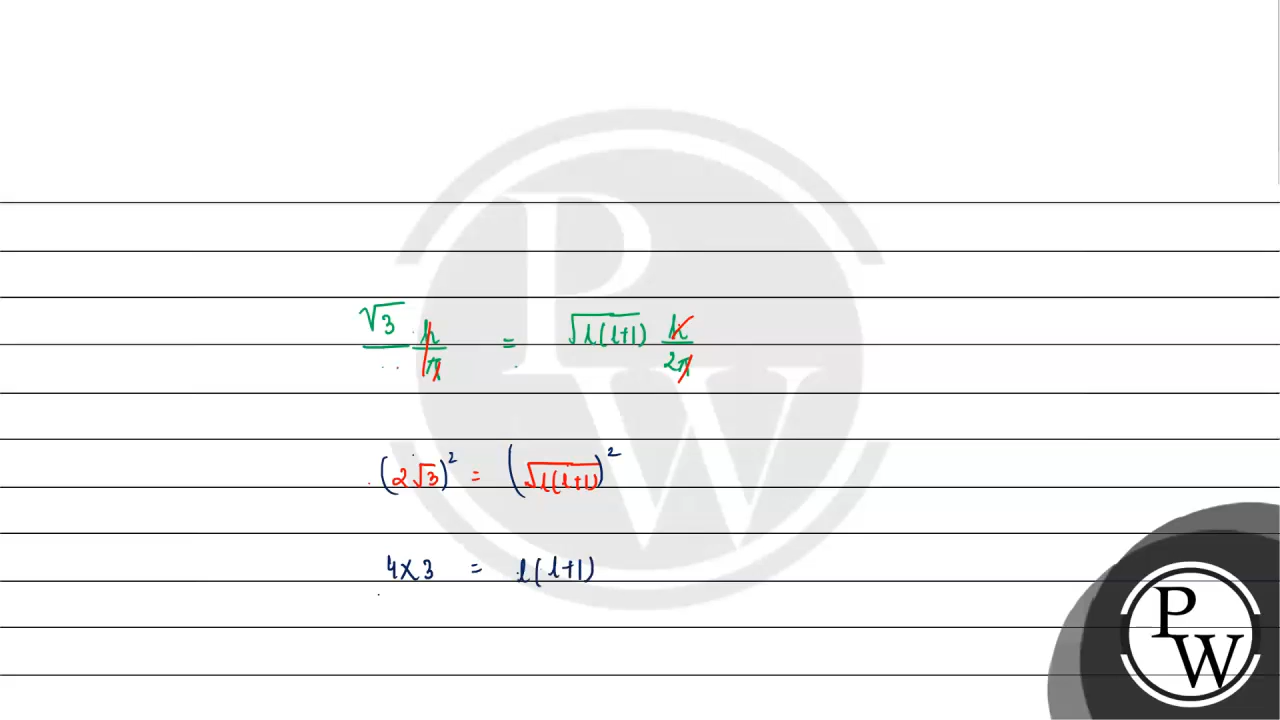 √3 h/π = √l(l+1) h/2π
(2√3)² = (√l(l+1))²
4×3 = l(l+1)
P
W
P
W